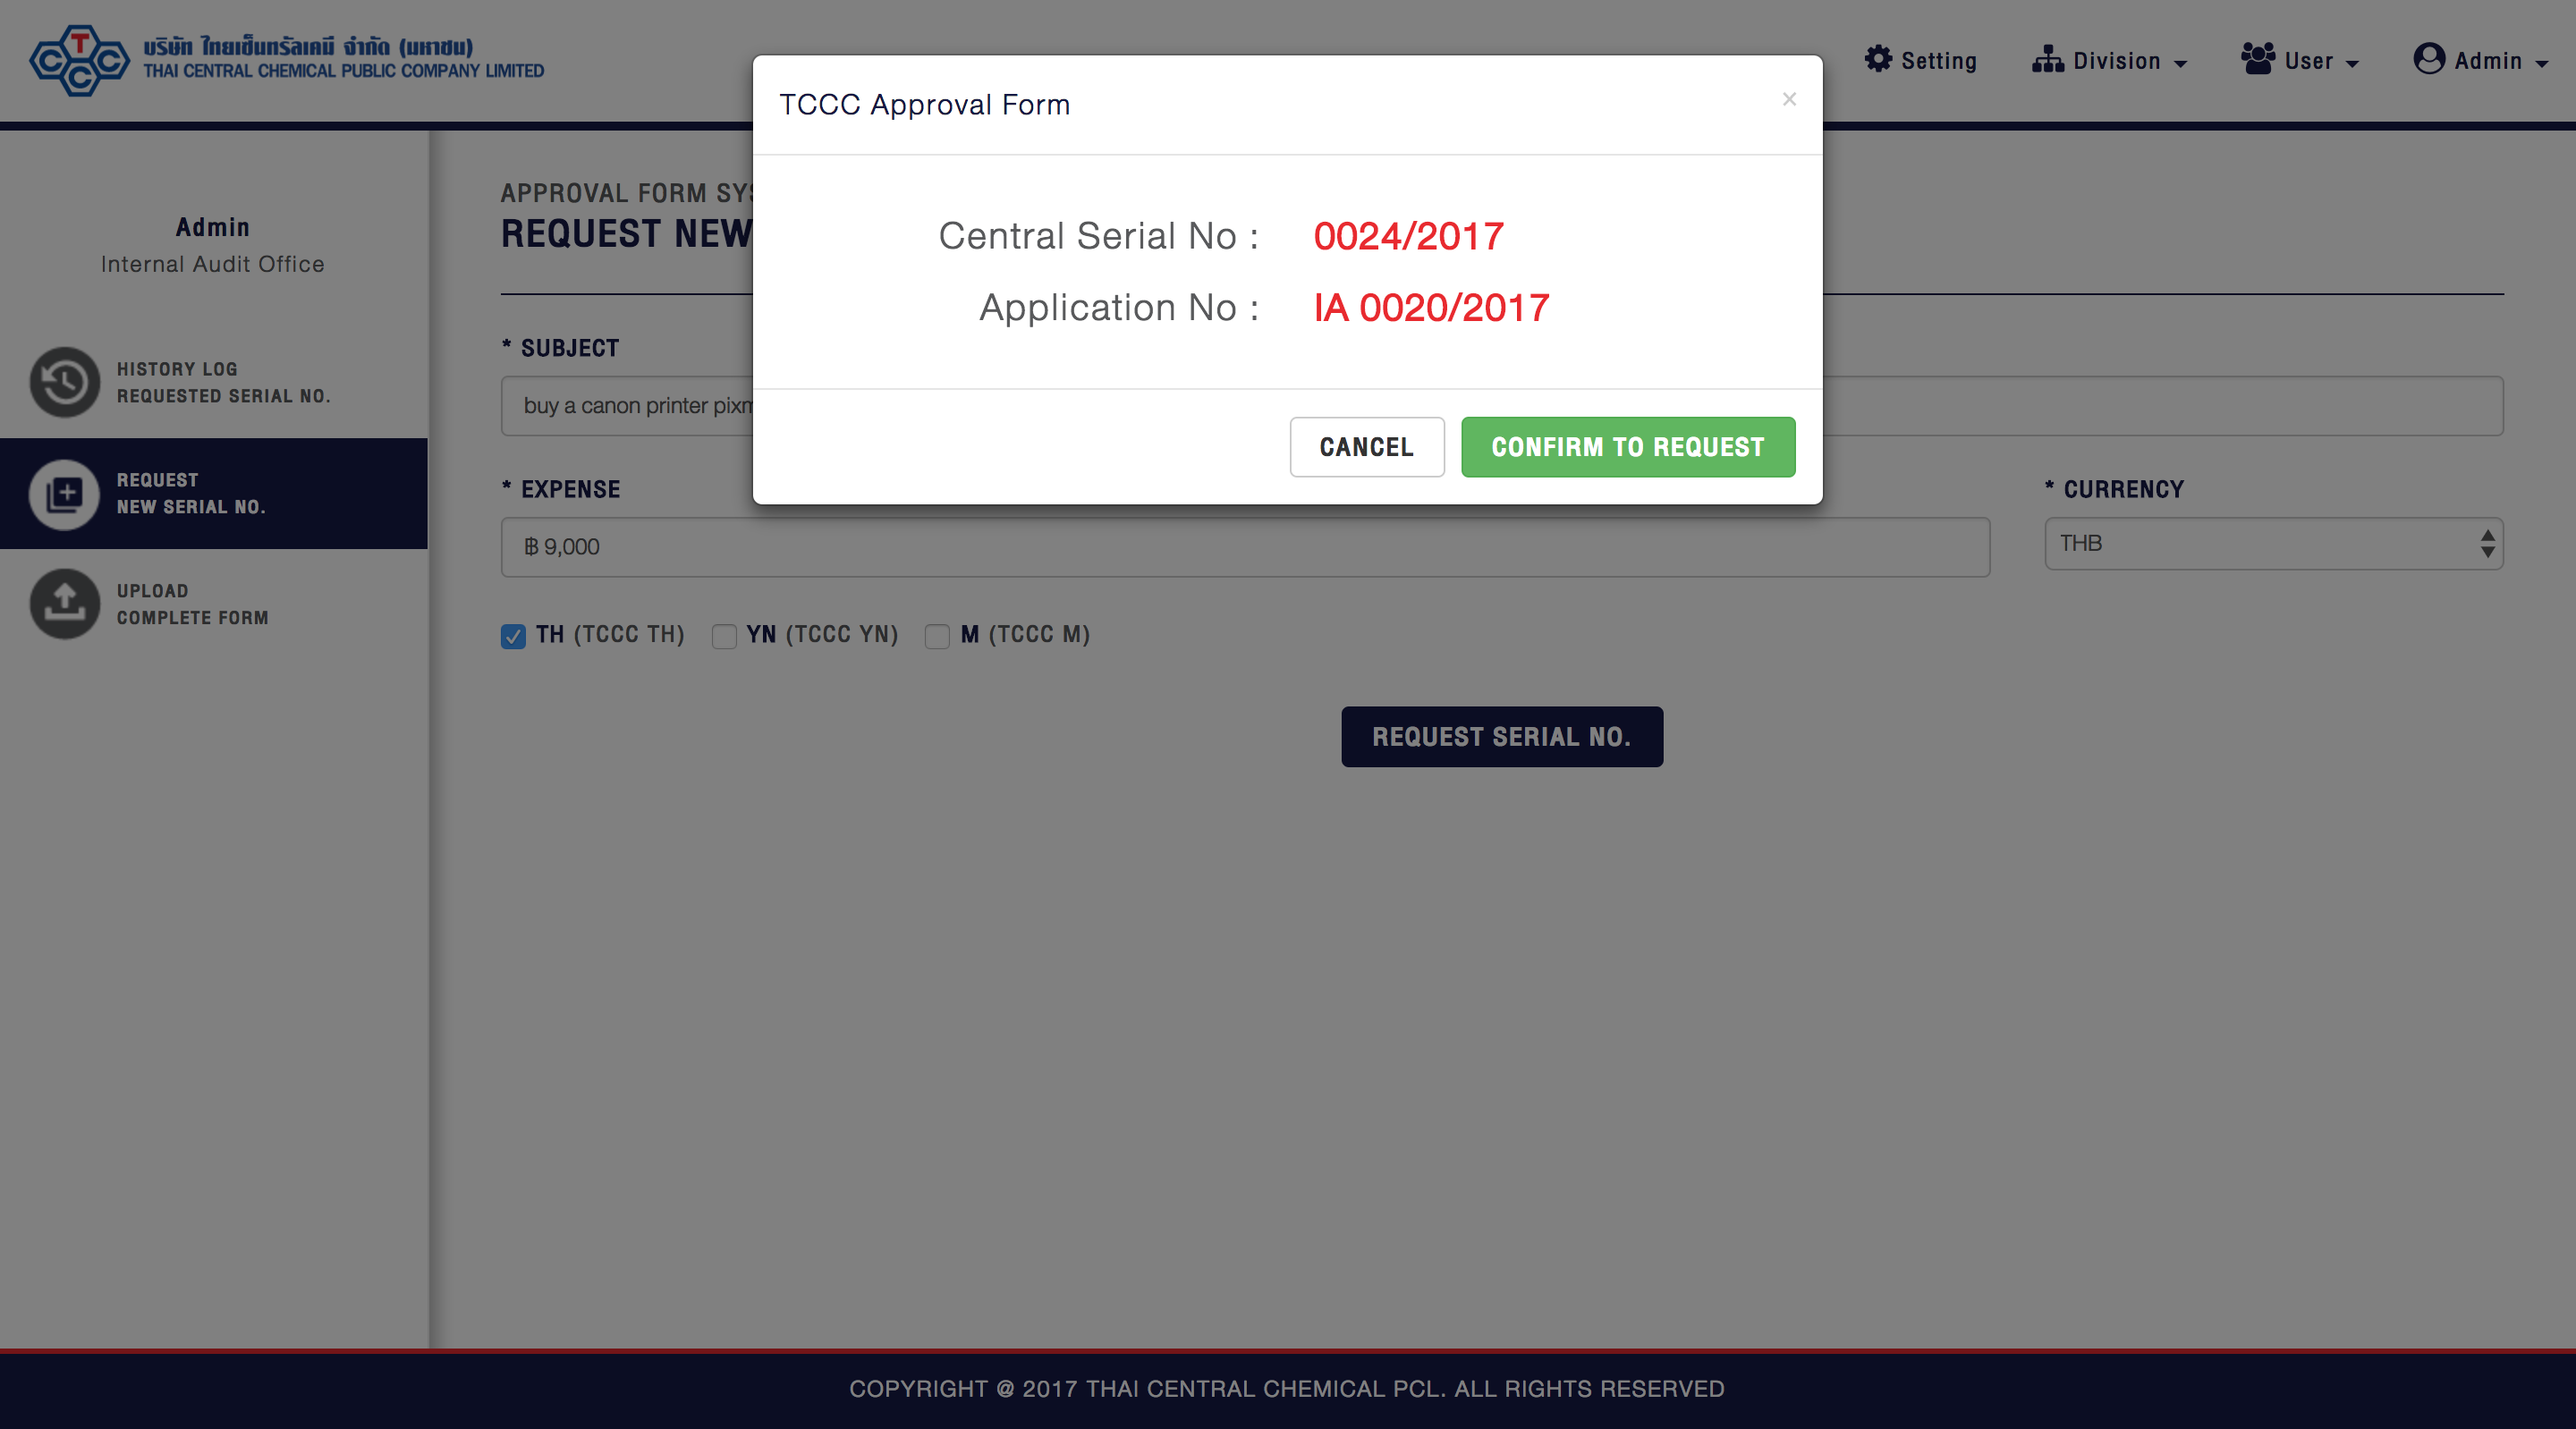 TCCC
บริษัท ไทยเซ็นทรัลเคมี จำกัด (มหาชน)
THAI CENTRAL CHEMICAL PUBLIC COMPANY LIMITED
Setting
Division
User
Admin
TCCC Approval Form
×
Central Serial No : 0024/2017
Application No : IA 0020/2017
CANCEL
CONFIRM TO REQUEST
Admin
Internal Audit Office
HISTORY LOG
REQUESTED SERIAL NO.
REQUEST
NEW SERIAL NO.
UPLOAD
COMPLETE FORM
APPROVAL FORM
REQUEST NEW
* SUBJECT
buy a canon printer
* EXPENSE
฿ 9,000
* CURRENCY
THB
TH (TCCC TH)
YN (TCCC YN)
M (TCCC M)
REQUEST SERIAL NO.
COPYRIGHT @ 2017 THAI CENTRAL CHEMICAL PCL. ALL RIGHTS RESERVED